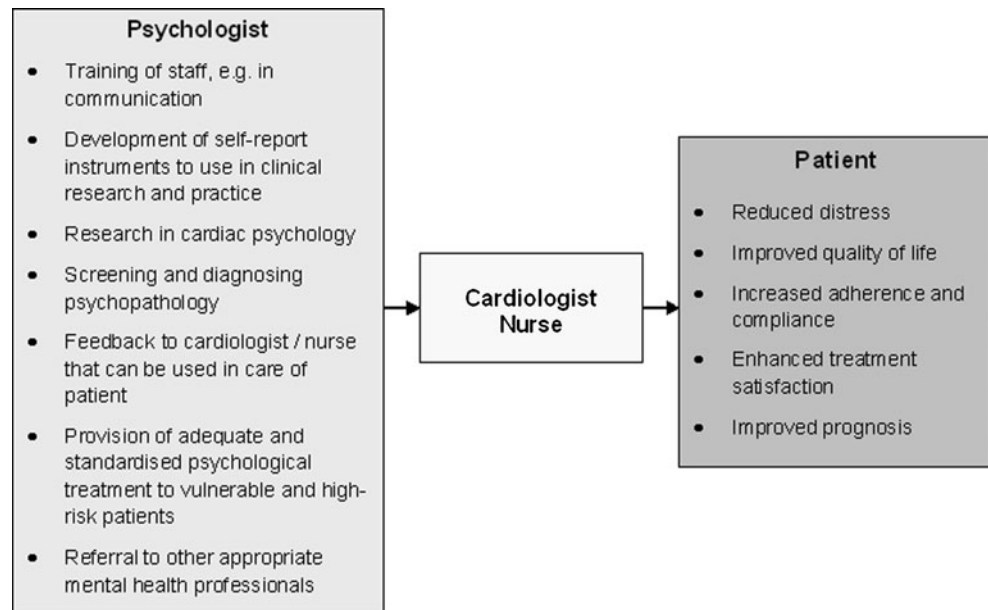 Psychologist
• Training of staff, e.g. in
communication
• Development of self-report
instruments to use in clinical
research and practice
• Research in cardiac psychology
• Screening and diagnosing
psychopathology
• Feedback to cardiologist / nurse
that can be used in care of
patient
• Provision of adequate and
standardised psychological
treatment to vulnerable and high-
risk patients
• Referral to other appropriate
mental health professionals
Cardiologist
Nurse
Patient
• Reduced distress
• Improved quality of life
• Increased adherence and
compliance
• Enhanced treatment
satisfaction
• Improved prognosis